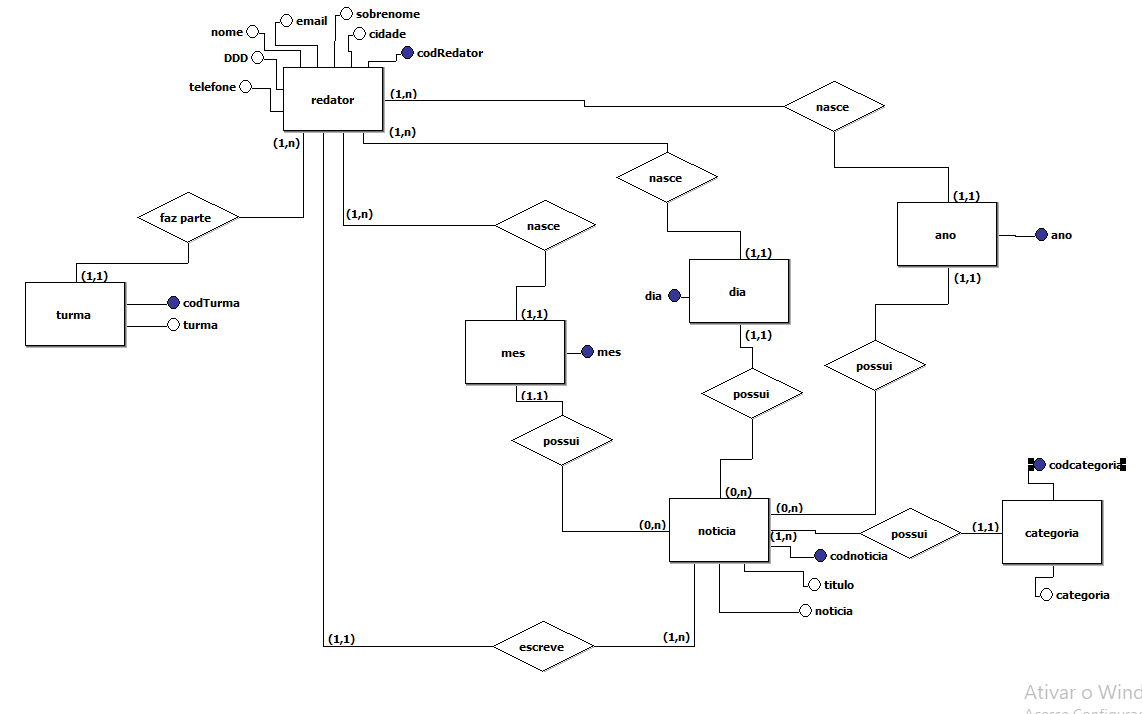 sobrenome
email
nome
cidade
codRedator
DDD
telefone
redator
(1,n)
nasce
(1,n)
(1,n)
nasce
(1,1)
faz parte
(1,n)
nasce
ano
ano
(1,1)
(1,1)
(1,1)
dia
dia
codTurma
turma
turma
(1,1)
(1,1)
mes
mes
possui
(1,1)
possui
possui
codcategoria
(0,n)
(0,n)
(0,n)
noticia
(1,n)
possui
(1,1)
categoria
codnoticia
titulo
categoria
noticia
(1,1)
escreve
(1,n)
Ativar o Wind